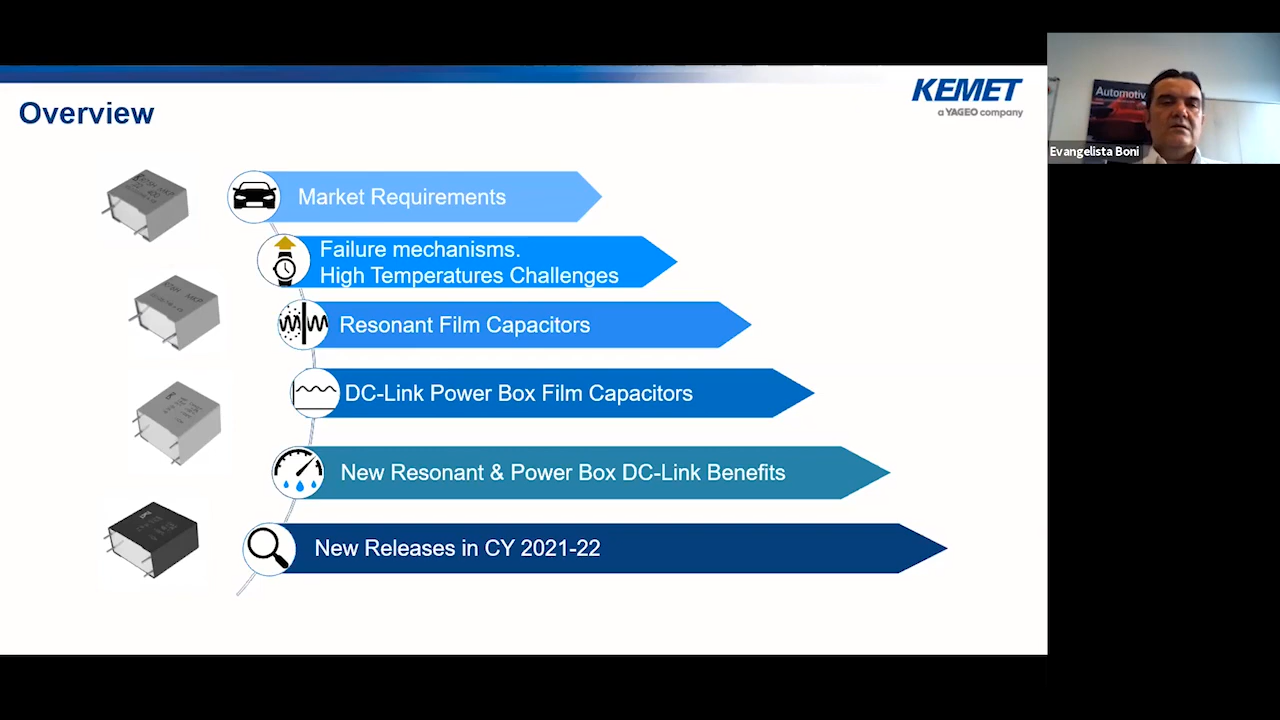 Overview
KEMET
a YAGEO company
Automotiv
Evangelista Boni
Market Requirements
Failure mechanisms.
High Temperatures Challenges
Resonant Film Capacitors
DC-Link Power Box Film Capacitors
New Resonant & Power Box DC-Link Benefits
New Releases in CY 2021-22